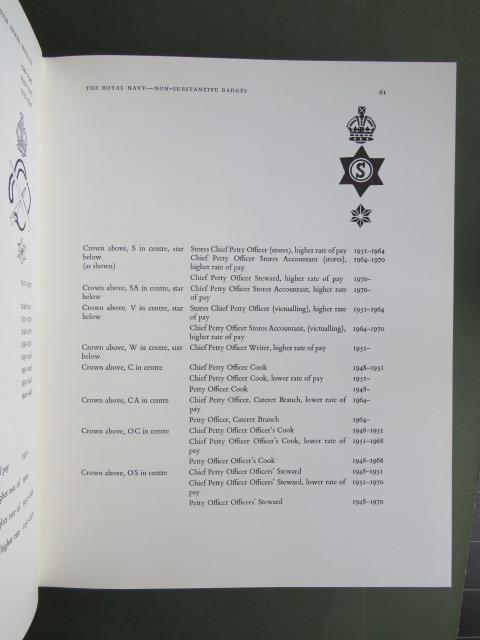 THE ROYAL NAVY—NON-SUBSTANTIVE BADGES 61
S
Crown above, S in centre, star Stores Chief Petty Officer (stores), higher rate of pay 1951–1964
below Chief Petty Officer Stores Accountant (stores), 1964–1970
(as shown) higher rate of pay
Chief Petty Officer Steward, higher rate of pay 1970–
Crown above, SA in centre, star Chief Petty Officer Stores Accountant, higher rate 1970–
below of pay
Crown above, V in centre, star Stores Chief Petty Officer (victualling), higher rate 1951–1964
below of pay
Chief Petty Officer Stores Accountant, (victualling), 1964–1970
higher rate of pay
Crown above, W in centre, star Chief Petty Officer Writer, higher rate of pay 1951–
below
Crown above, C in centre Chief Petty Officer Cook 1948–1951
Chief Petty Officer Cook, lower rate of pay 1951–
Petty Officer Cook 1948–
Crown above, CA in centre Chief Petty Officer, Caterer Branch, lower rate of 1964–
pay
Petty Officer, Caterer Branch 1964–
Crown above, OC in centre Chief Petty Officer Officer's Cook 1948–1951
Chief Petty Officer Officer's Cook, lower rate of 1951–1968
pay
Petty Officer Officer's Cook 1948–1968
Crown above, OS in centre Chief Petty Officer Officers' Steward 1948–1951
Chief Petty Officer Officers' Steward, lower rate of 1951–1970
pay
Petty Officer Officers' Steward 1948–1970